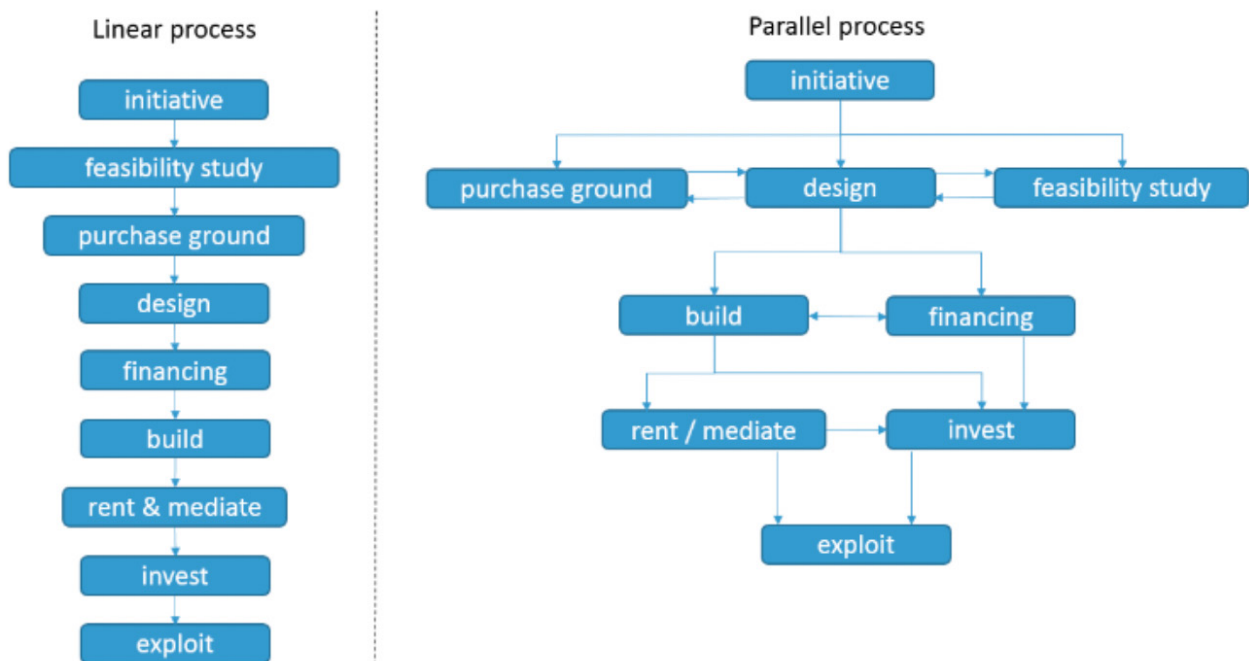 Linear process
initiative
feasibility study
purchase ground
design
financing
build
rent & mediate
invest
exploit
Parallel process
initiative
purchase ground
design
feasibility study
build
financing
rent / mediate
invest
exploit